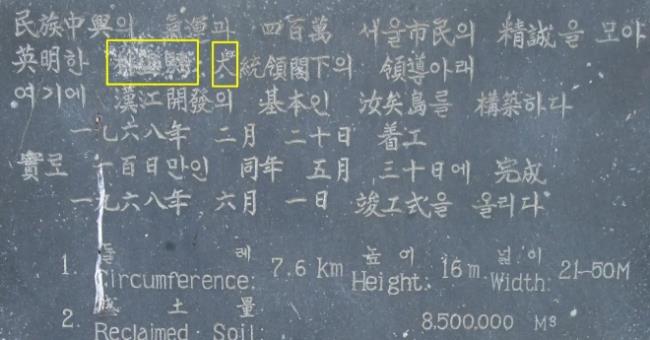 民族中興의 氣運과 四百萬 서울市民의 精誠을 모아
英明한 統領閣下의 領導아래
여기에 漢江開發의 基本인 汝矣島를 構築하다
一九六八年 二月 二十日 着工
實로 一百日만인 同年 五月 三十日에 完成
一九六八年 六月 一日 竣工式을 올리다
둘 레 높 이 넓 이
1. Circumference: 7.6 km Height: 16 m. Width: 21-50M
盛 土 量
2. Reclaimed Soil: 8,500,000 M³